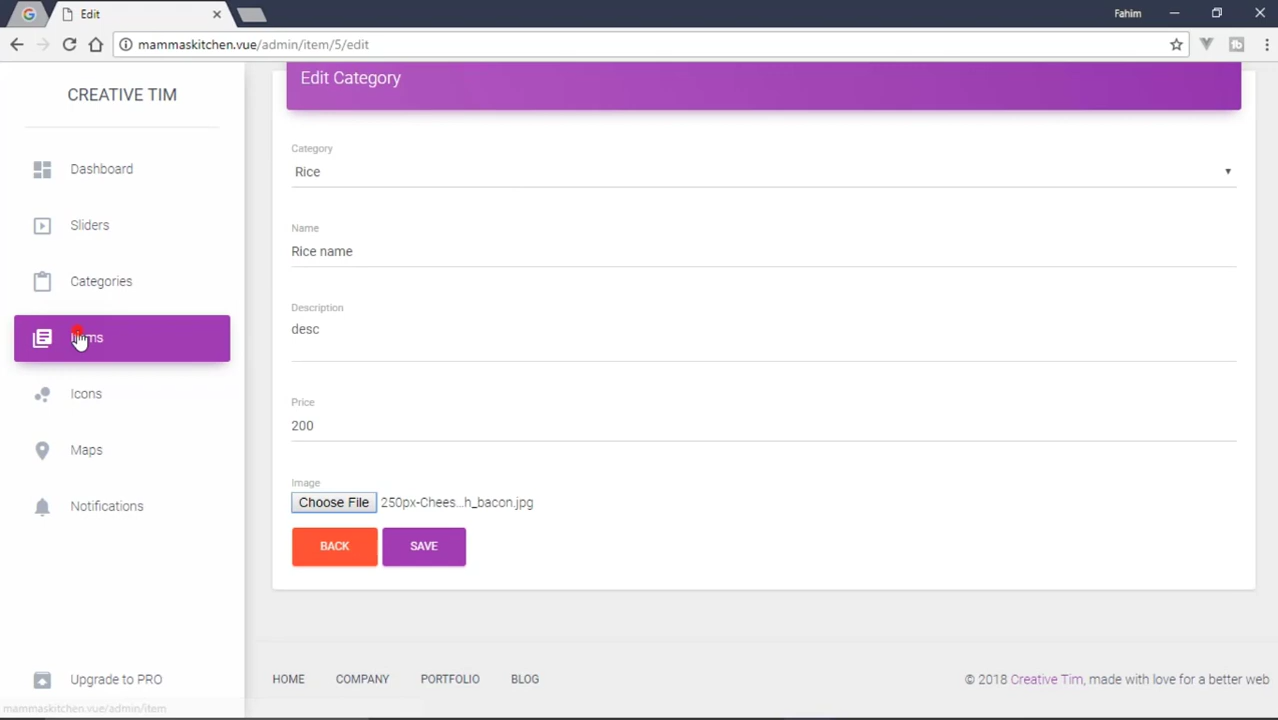 Edit
Fahim
mammaskitchen.vue/admin/item/5/edit
CREATIVE TIM
Dashboard
Sliders
Categories
Items
Icons
Maps
Notifications
Upgrade to PRO
Edit Category
Category
Rice
Name
Rice name
Description
desc
Price
200
Image
Choose File 250px-Chees...h_bacon.jpg
BACK SAVE
HOME COMPANY PORTFOLIO BLOG
© 2018 Creative Tim, made with love for a better web
mammaskitchen.vue/admin/item